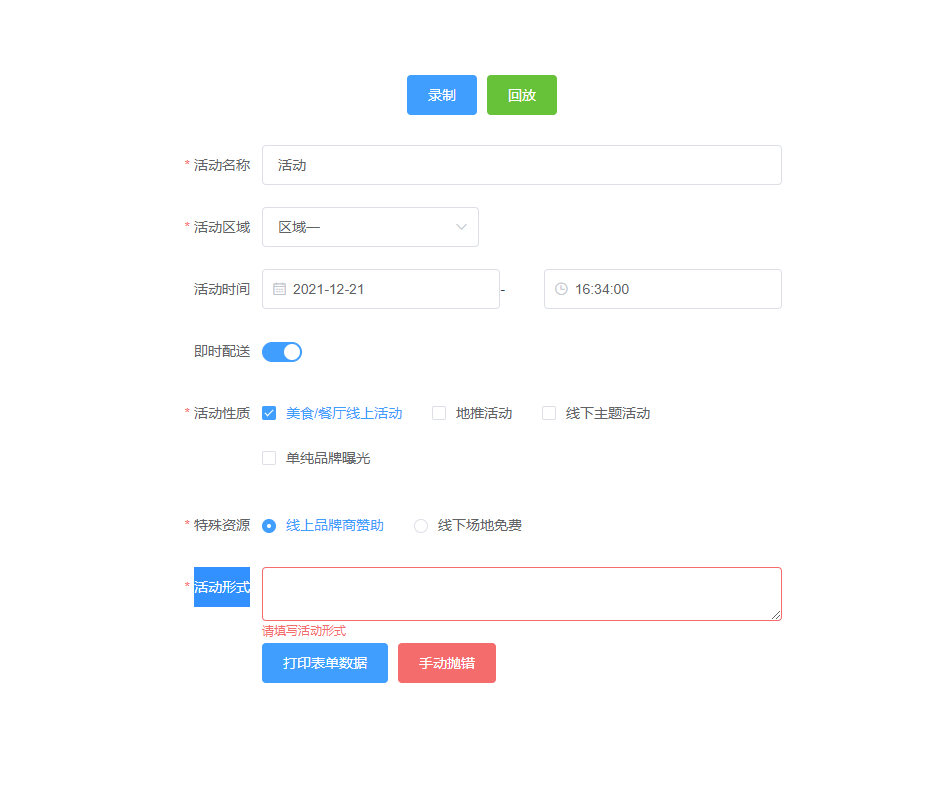 录制 回放
* 活动名称 活动
* 活动区域 区域一
活动时间 2021-12-21 - 16:34:00
即时配送
* 活动性质 美食/餐厅线上活动 地推活动 线下主题活动
单纯品牌曝光
* 特殊资源 线上品牌商赞助 线下场地免费
* 活动形式
请填写活动形式
打印表单数据 手动抛错